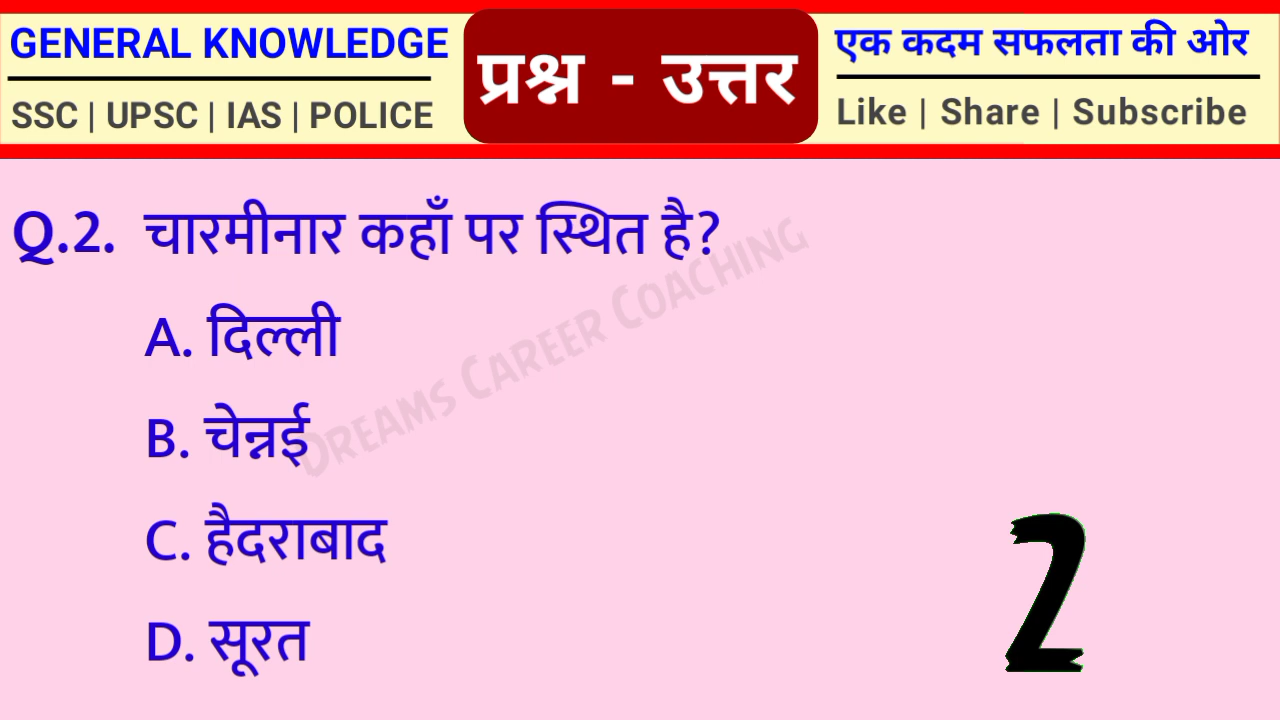 GENERAL KNOWLEDGE
SSC | UPSC | IAS | POLICE
प्रश्न - उत्तर
एक कदम सफलता की ओर
Like | Share | Subscribe
Q.2. चारमीनार कहाँ पर स्थित है?
A. दिल्ली
B. चेन्नई
C. हैदराबाद
D. सूरत
DREAMS CAREER COACHING
2